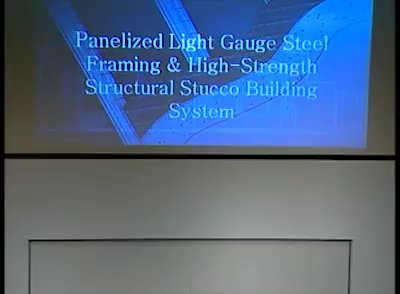 Panelized Light Gauge Steel
Framing & High-Strength
Structural Stucco Building
System